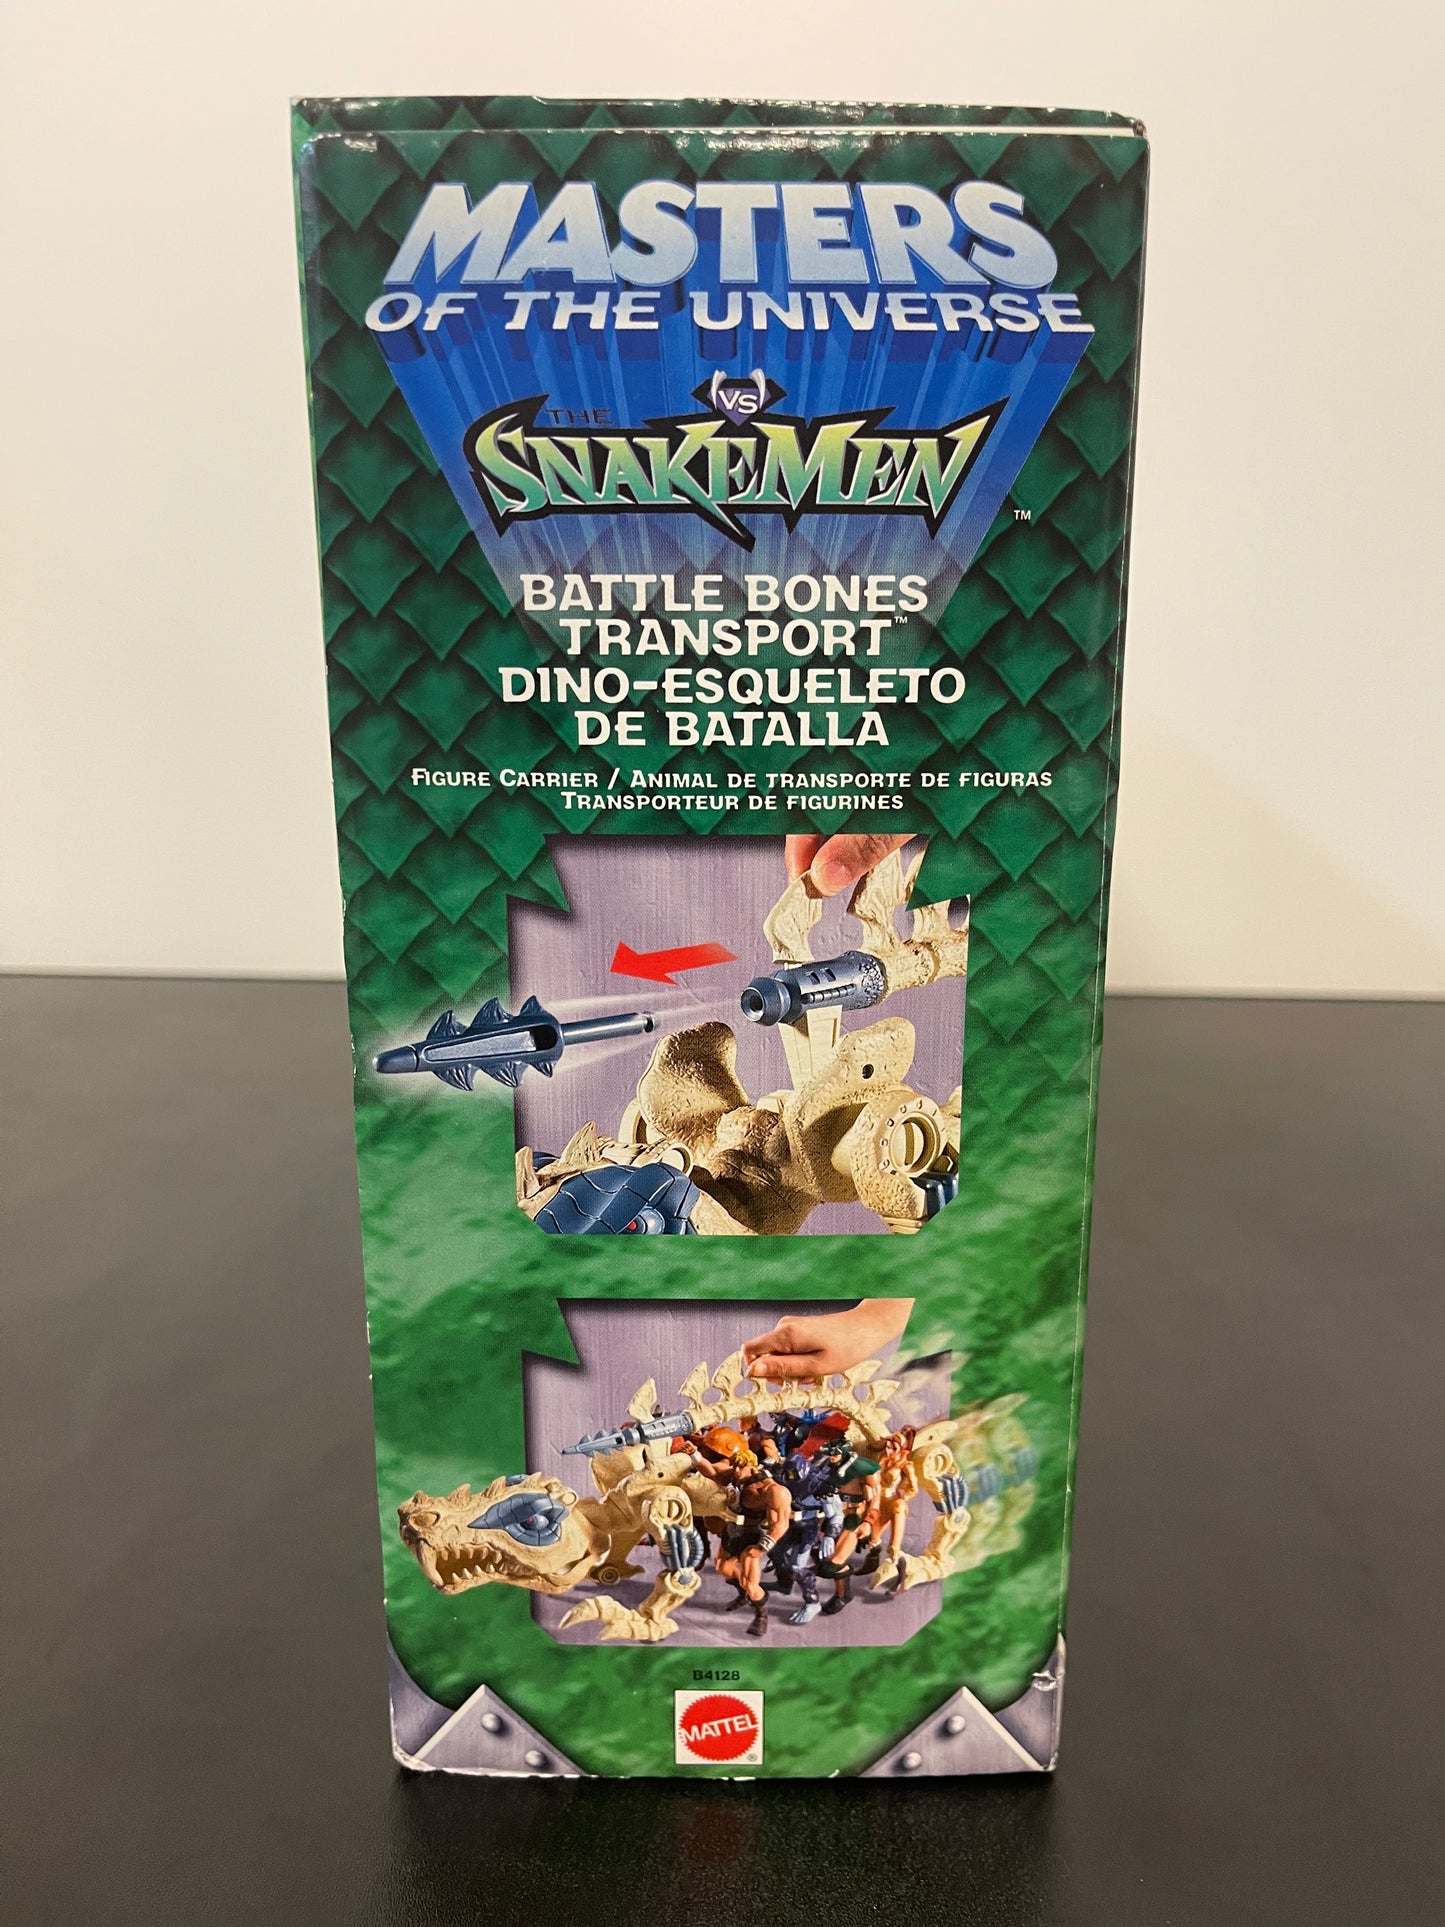 MASTERS
OF THE UNIVERSE
VS
THE
SNAKEMEN
™
BATTLE BONES
TRANSPORT™
DINO-ESQUELETO
DE BATALLA
FIGURE CARRIER / ANIMAL DE TRANSPORTE DE FIGURAS
TRANSPORTEUR DE FIGURINES
B4128
MATTEL
®